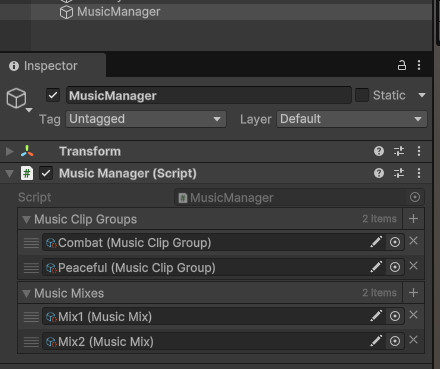 MusicManager
Inspector
MusicManager
Static
Tag Untagged Layer Default
Transform
# Music Manager (Script)
Script # MusicManager
Music Clip Groups 2 Items
Combat (Music Clip Group)
Peaceful (Music Clip Group)
Music Mixes 2 Items
Mix1 (Music Mix)
Mix2 (Music Mix)